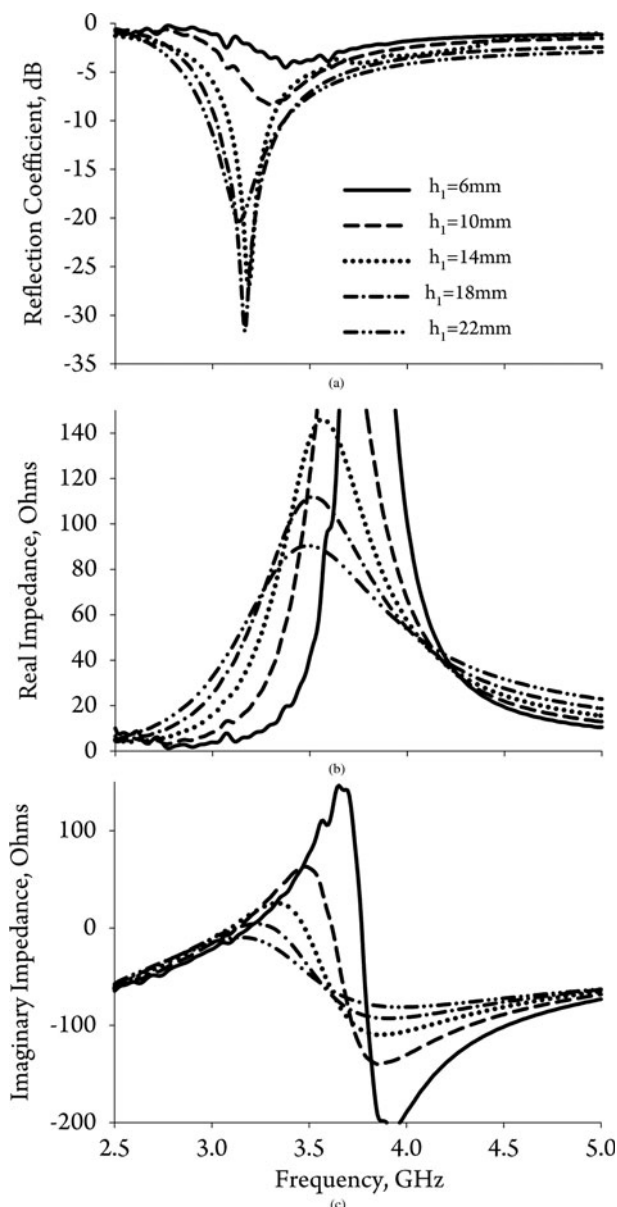 Reflection Coefficient, dB
0
-5
-10
-15
-20
-25
-30
-35
h1=6mm
h1=10mm
h1=14mm
h1=18mm
h1=22mm
(a)
Real Impedance, Ohms
140
120
100
80
60
40
20
0
(b)
Imaginary Impedance, Ohms
100
0
-100
-200
2.5 3.0 3.5 4.0 4.5 5.0
Frequency, GHz
(c)